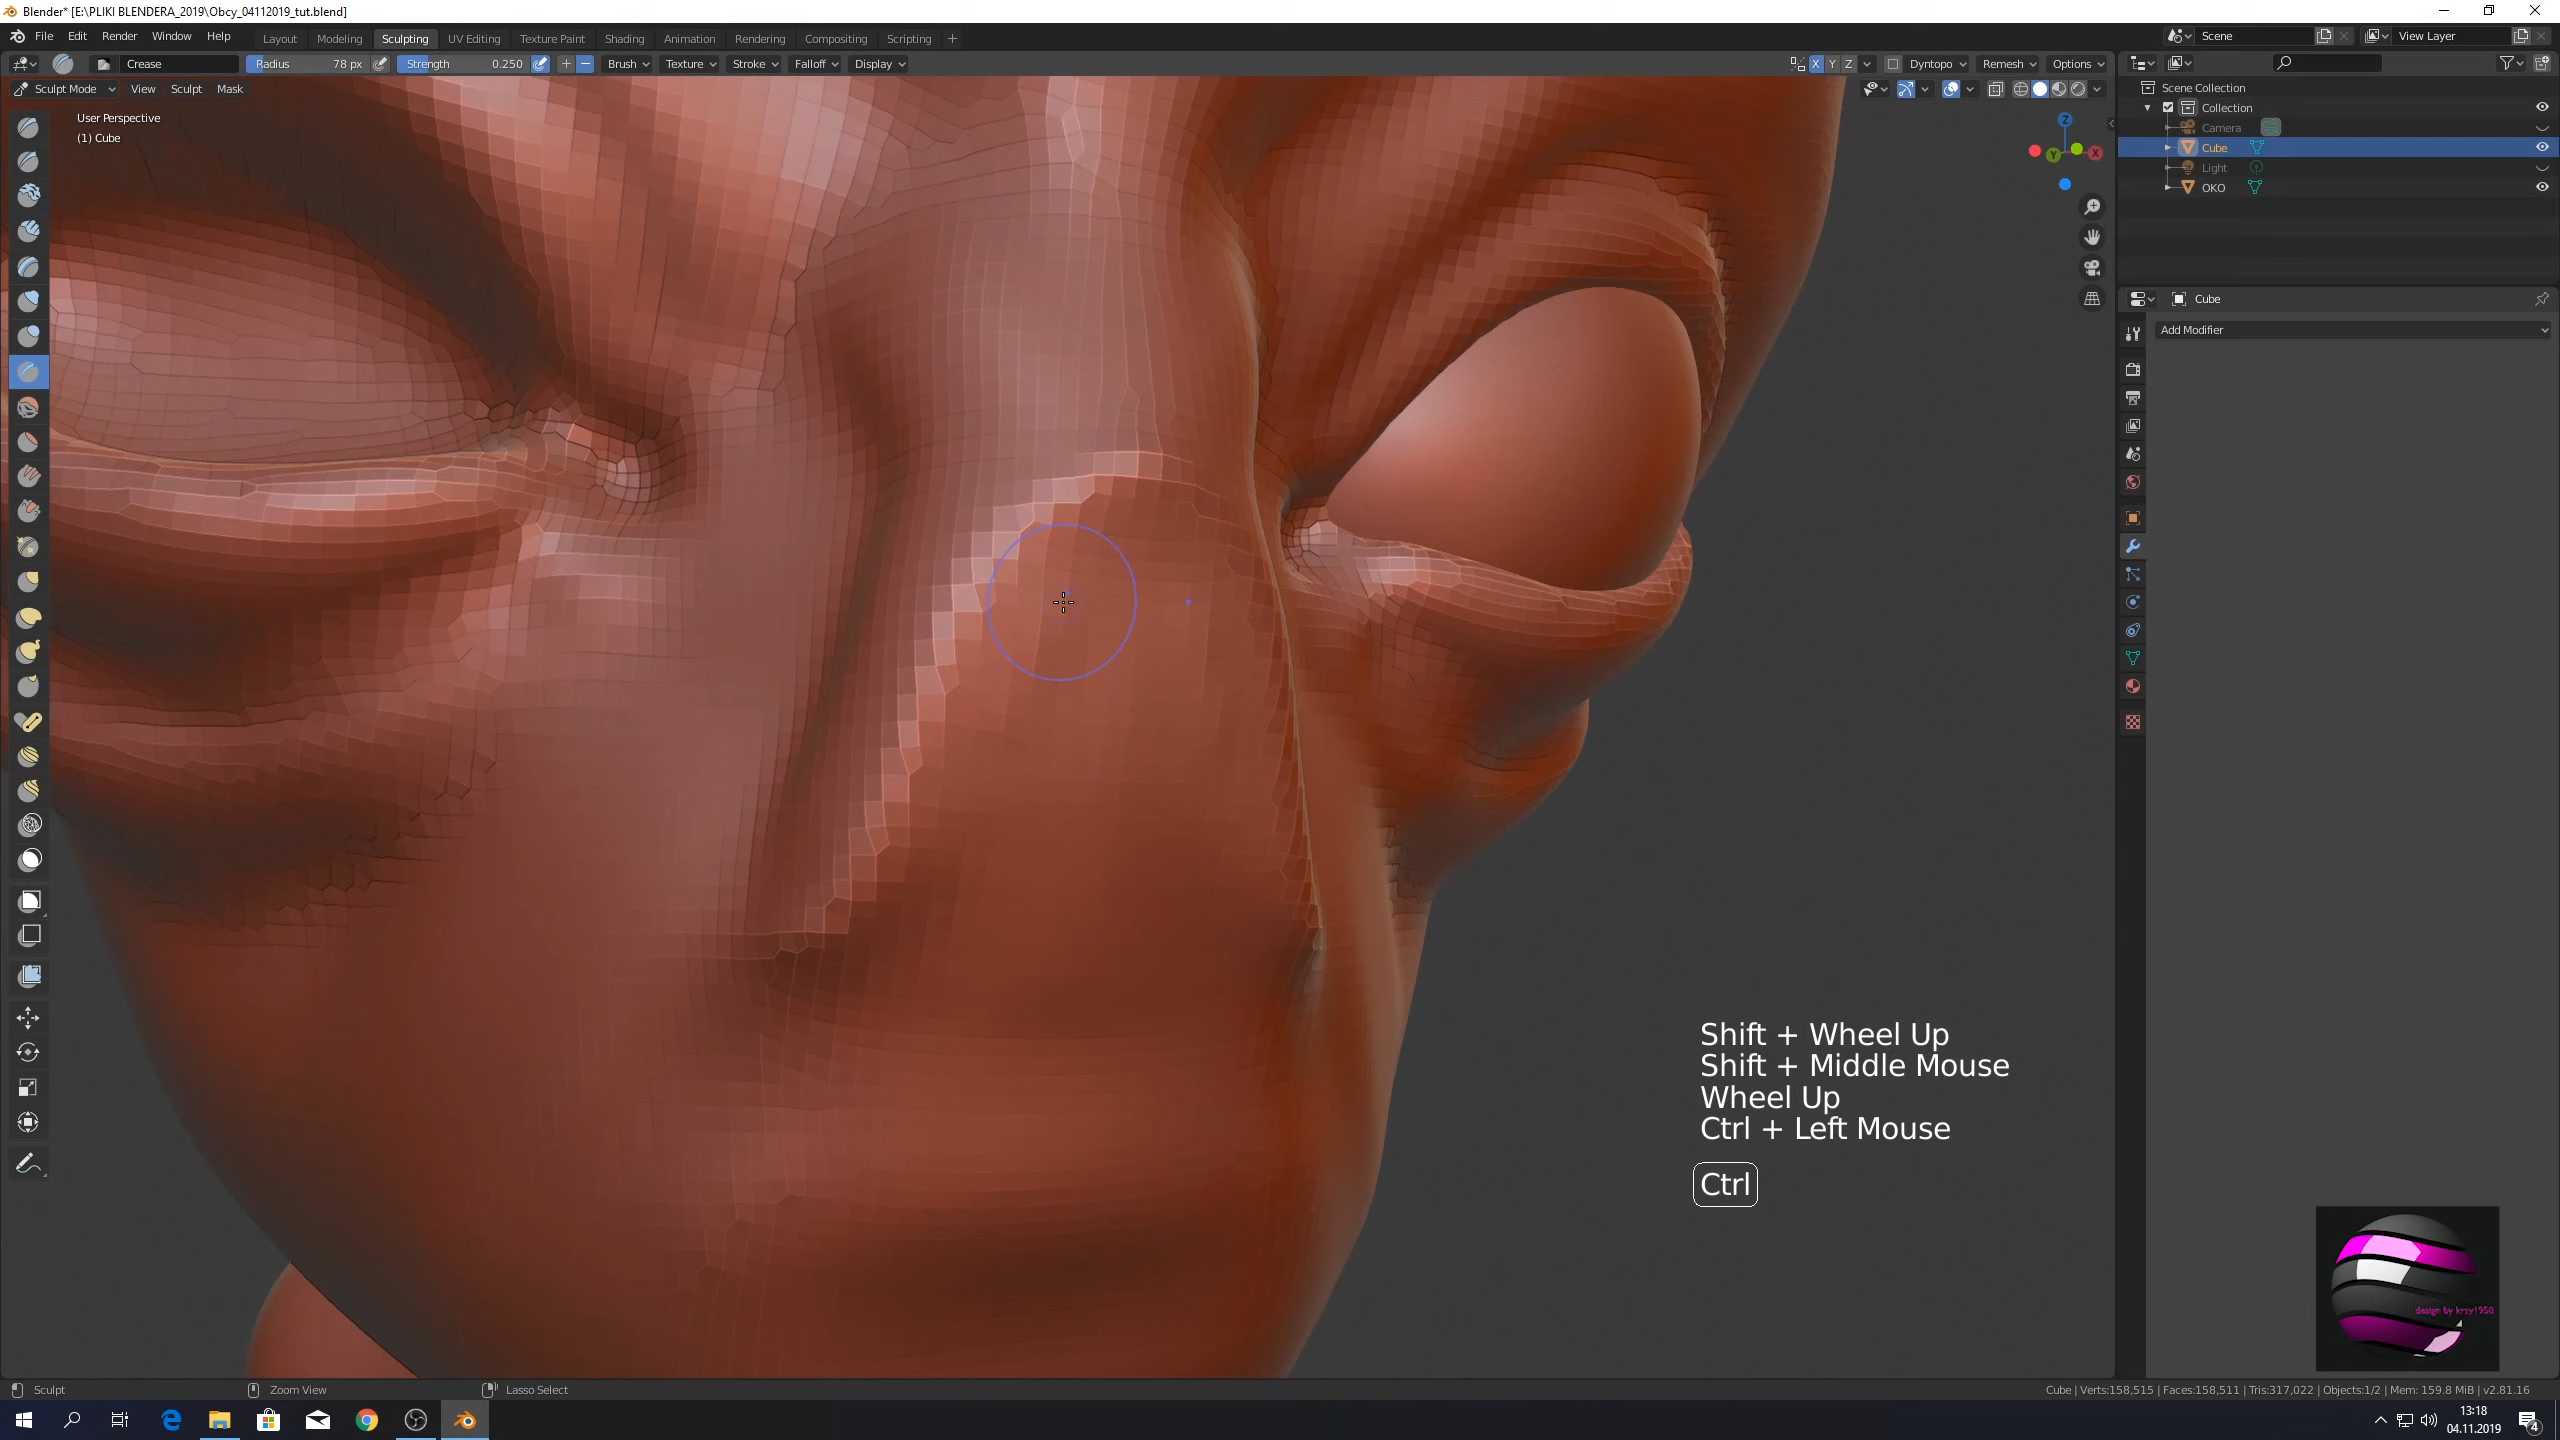 Blender* [E:\PLIKI BLENDERA_2019\Obcy_04112019_tut.blend]
File Edit Render Window Help Layout Modeling Sculpting UV Editing Texture Paint Shading Animation Rendering Compositing Scripting + Scene View Layer
Crease Radius 78 px Strength 0.250 Brush Texture Stroke Falloff Display X Y Z Dyntopo Remesh Options
Sculpt Mode View Sculpt Mask
User Perspective
(1) Cube
Z
Y X
Scene Collection
Collection
Camera
Cube
Light
OKO
Cube
Add Modifier
Shift + Wheel Up
Shift + Middle Mouse
Wheel Up
Ctrl + Left Mouse
Ctrl
design by krzy1958
Sculpt Zoom View Lasso Select Cube | Verts:158,515 | Faces:158,511 | Tris:317,022 | Objects:1/2 | Mem: 159.8 MiB | v2.81.16
13:18
04.11.2019
4